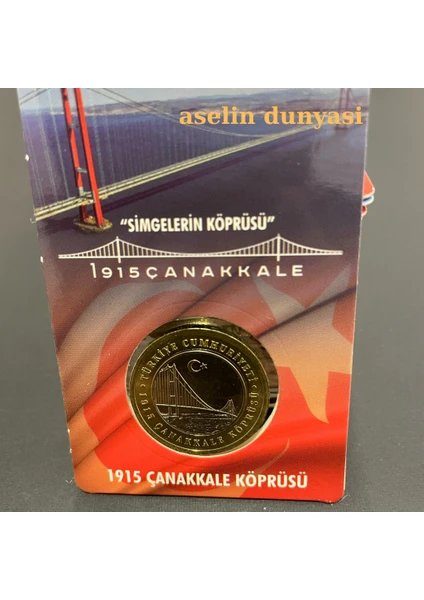 aselin dunyasi
"SİMGELERİN KÖPRÜSÜ"
1915ÇANAKKALE
TÜRKİYE CUMHURİYETİ
1915 ÇANAKKALE KÖPRÜSÜ
1915 ÇANAKKALE KÖPRÜSÜ